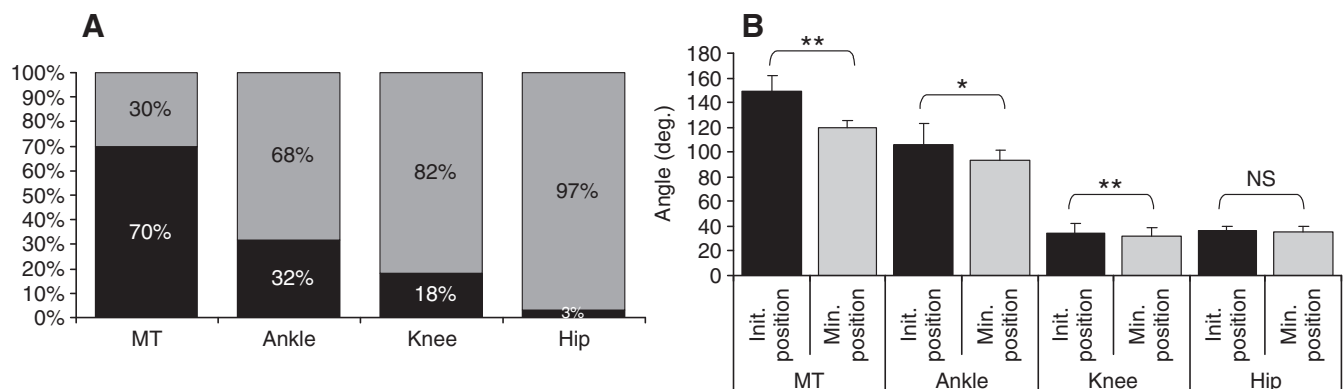 A
100%
90%
80%
70%
60%
50%
40%
30%
20%
10%
0%
30%
70%
68%
32%
82%
18%
97%
3%
MT
Ankle
Knee
Hip
B
Angle (deg.)
180
160
140
120
100
80
60
40
20
0
**
*
**
NS
Init.
position
Min.
position
Init.
position
Min.
position
Init.
position
Min.
position
Init.
position
Min.
position
MT
Ankle
Knee
Hip